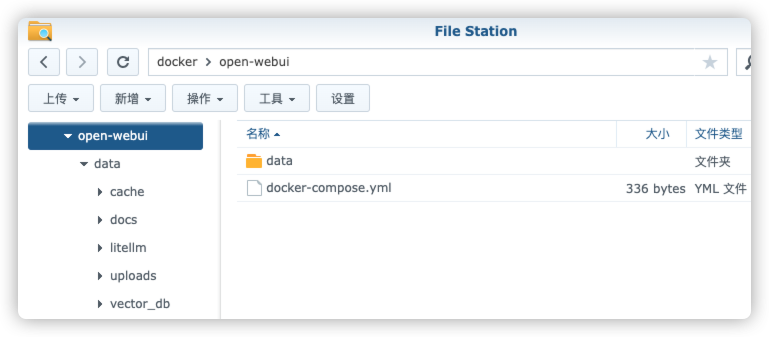 File Station
docker > open-webui
上传 新增 操作 工具 设置
open-webui
data
cache
docs
litellm
uploads
vector_db
名称 大小 文件类型
data 文件夹
docker-compose.yml 336 bytes YML 文件